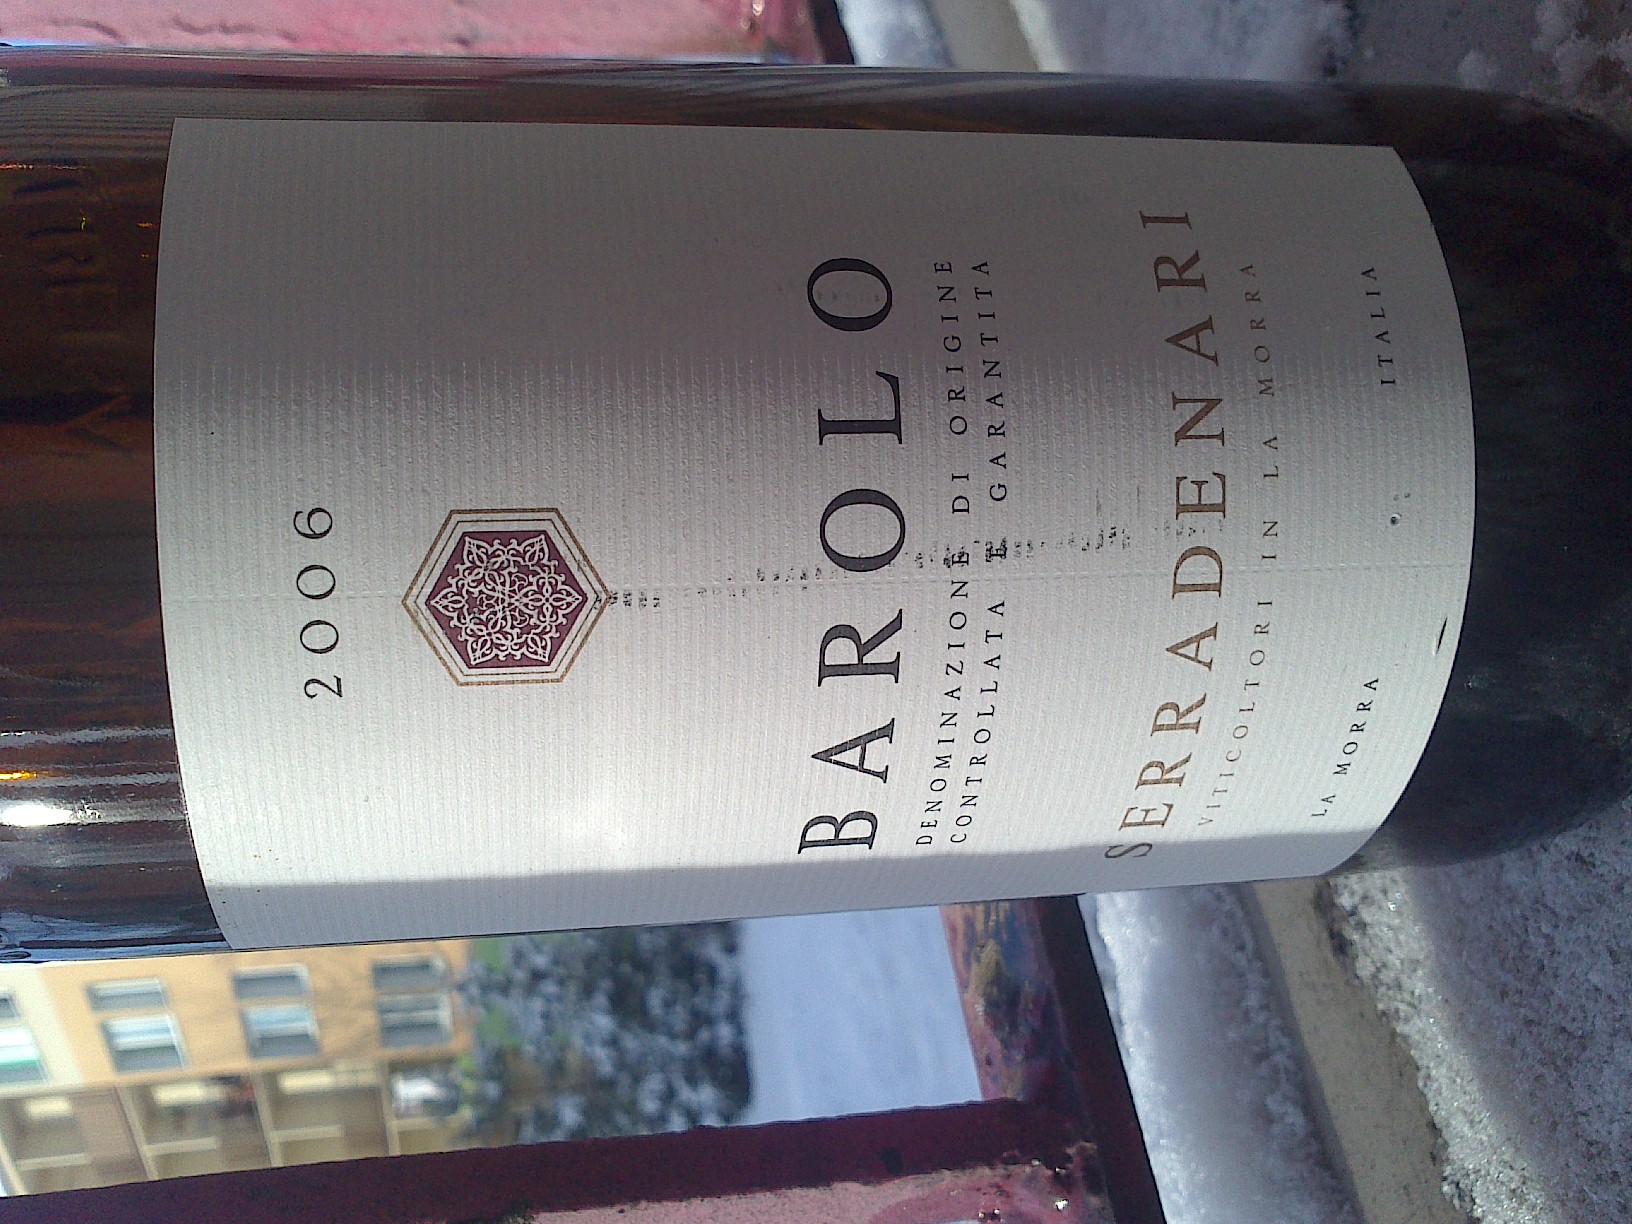 2006
BAROLO
DENOMINAZIONE DI ORIGINE
CONTROLLATA E GARANTITA
SERRADENARI
VITICOLTORI IN LA MORRA
LA MORRA ITALIA